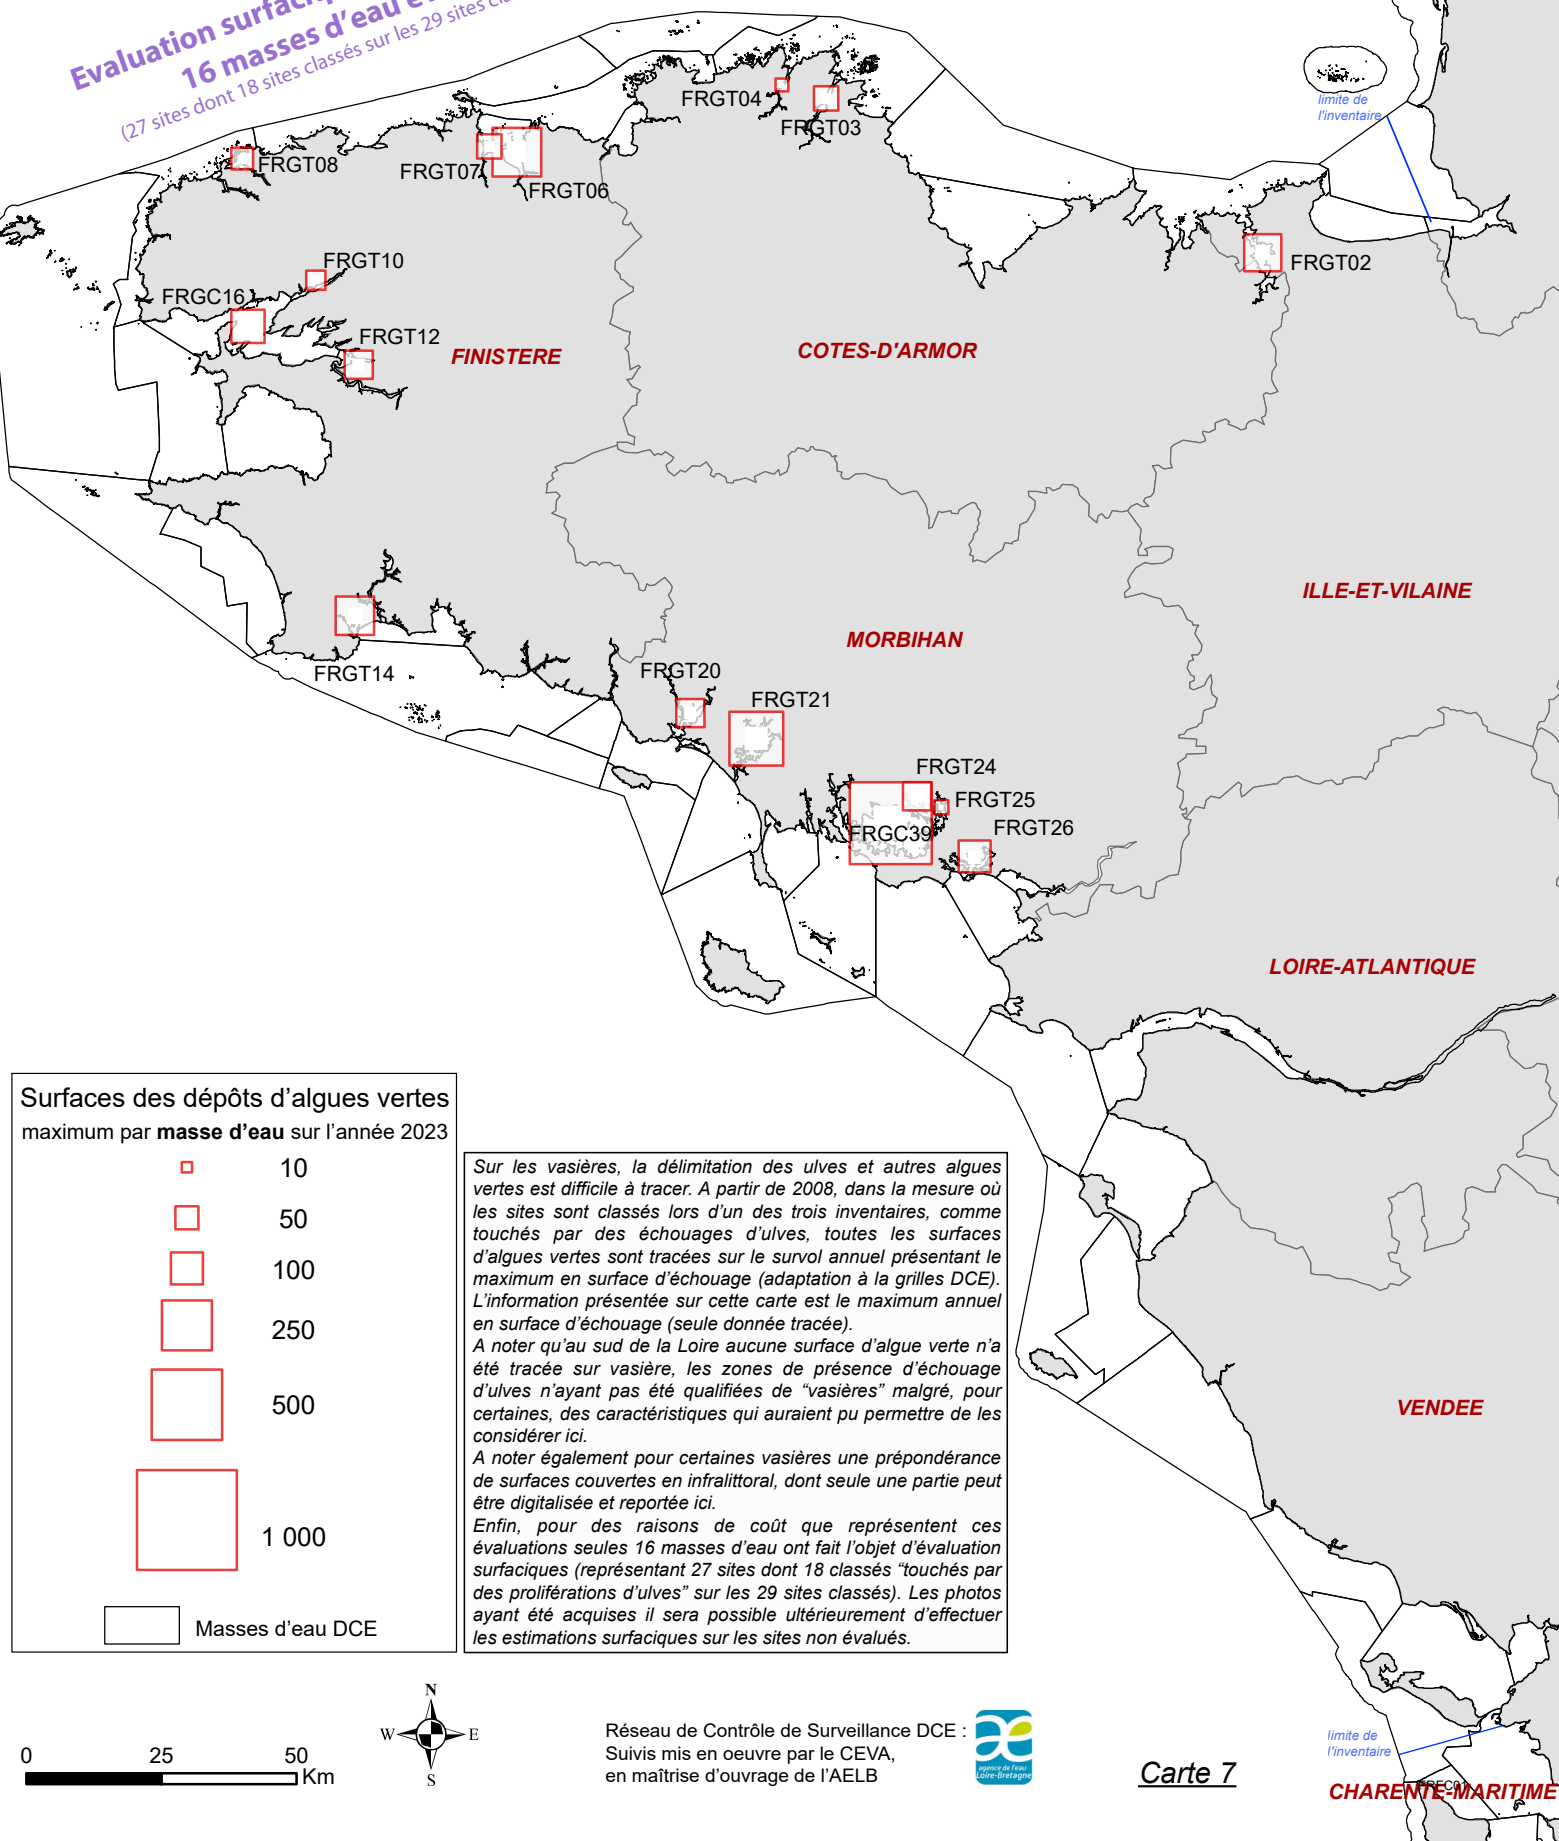 Evaluation surfaciq
16 masses d'eau e
(27 sites dont 18 sites classés sur les 29 sites
limite de
l'inventaire
FRGT04
FRGT03
FRGT08
FRGT07
FRGT06
FRGT02
FRGT10
FRGC16
FRGT12
FINISTERE
COTES-D'ARMOR
ILLE-ET-VILAINE
MORBIHAN
FRGT14
FRGT20
FRGT21
FRGT24
FRGT25
FRGT26
FRGC39
LOIRE-ATLANTIQUE
VENDEE
Surfaces des dépôts d'algues vertes
maximum par masse d'eau sur l'année 2023
10
50
100
250
500
1 000
Masses d'eau DCE
Sur les vasières, la délimitation des ulves et autres algues
vertes est difficile à tracer. A partir de 2008, dans la mesure où
les sites sont classés lors d'un des trois inventaires, comme
touchés par des échouages d'ulves, toutes les surfaces
d'algues vertes sont tracées sur le survol annuel présentant le
maximum en surface d'échouage (adaptation à la grilles DCE).
L'information présentée sur cette carte est le maximum annuel
en surface d'échouage (seule donnée tracée).
A noter qu'au sud de la Loire aucune surface d'algue verte n'a
été tracée sur vasière, les zones de présence d'échouage
d'ulves n'ayant pas été qualifiées de "vasières" malgré, pour
certaines, des caractéristiques qui auraient pu permettre de les
considérer ici.
A noter également pour certaines vasières une prépondérance
de surfaces couvertes en infralittoral, dont seule une partie peut
être digitalisée et reportée ici.
Enfin, pour des raisons de coût que représentent ces
évaluations seules 16 masses d'eau ont fait l'objet d'évaluation
surfaciques (représentant 27 sites dont 18 classés "touchés par
des proliférations d'ulves" sur les 29 sites classés). Les photos
ayant été acquises il sera possible ultérieurement d'effectuer
les estimations surfaciques sur les sites non évalués.
0 25 50
Km
N
W E
S
Réseau de Contrôle de Surveillance DCE :
Suivis mis en oeuvre par le CEVA,
en maîtrise d'ouvrage de l'AELB
agence de l'eau
Loire-Bretagne
Carte 7
limite de
l'inventaire
CHARENTE-MARITIME